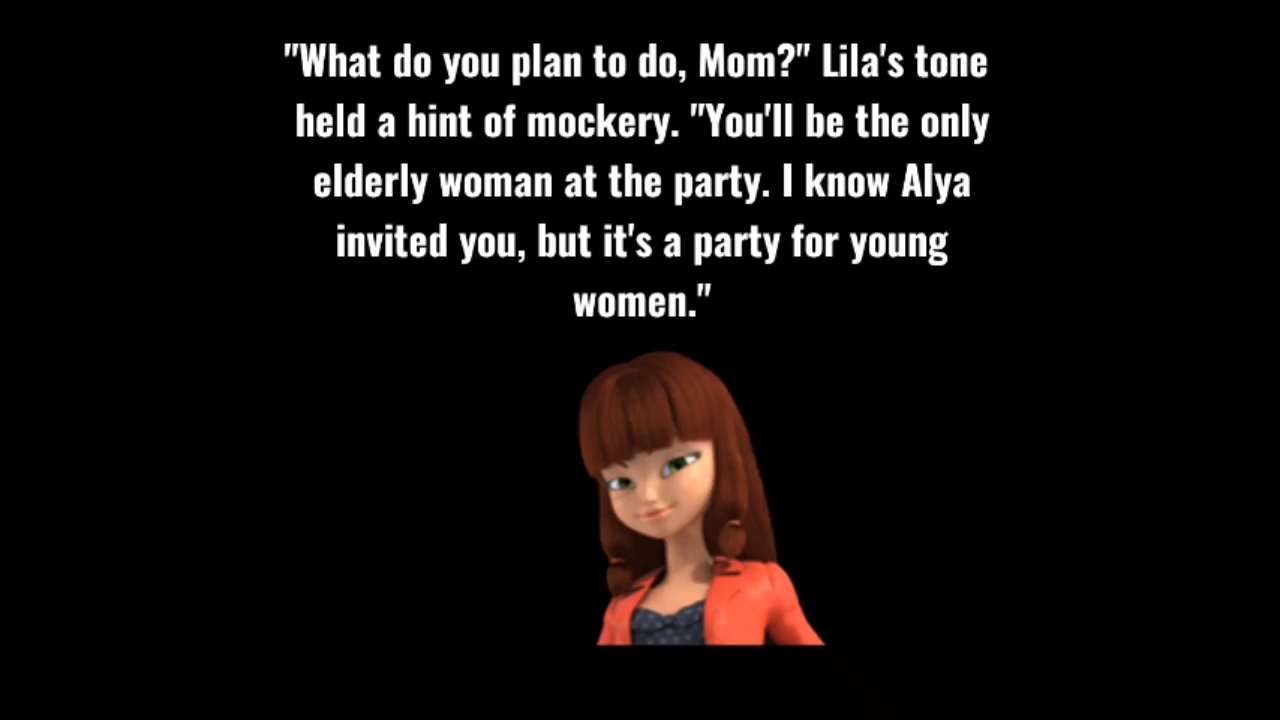 "What do you plan to do, Mom?" Lila's tone
held a hint of mockery. "You'll be the only
elderly woman at the party. I know Alya
invited you, but it's a party for young
women."